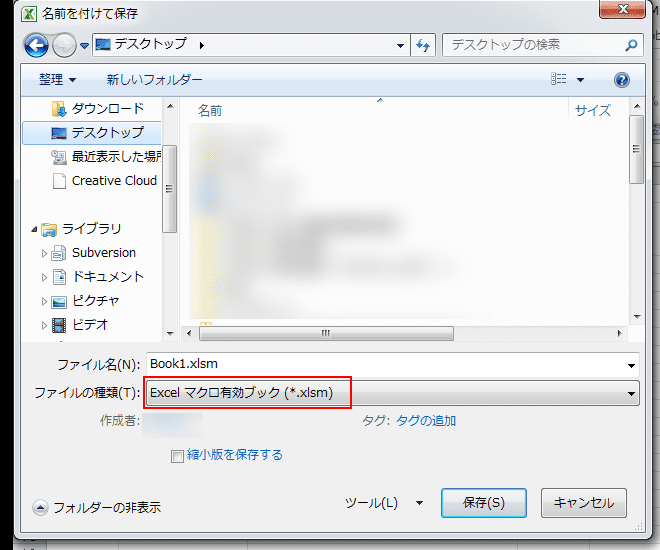 名前を付けて保存
デスクトップ
デスクトップの検索
整理
新しいフォルダー
ダウンロード
デスクトップ
最近表示した場所
Creative Cloud
ライブラリ
Subversion
ドキュメント
ピクチャ
ビデオ
名前
サイズ
ファイル名(N): Book1.xlsm
ファイルの種類(T): Excel マクロ有効ブック (*.xlsm)
作成者:
タグ: タグの追加
縮小版を保存する
フォルダーの非表示
ツール(L)
保存(S)
キャンセル